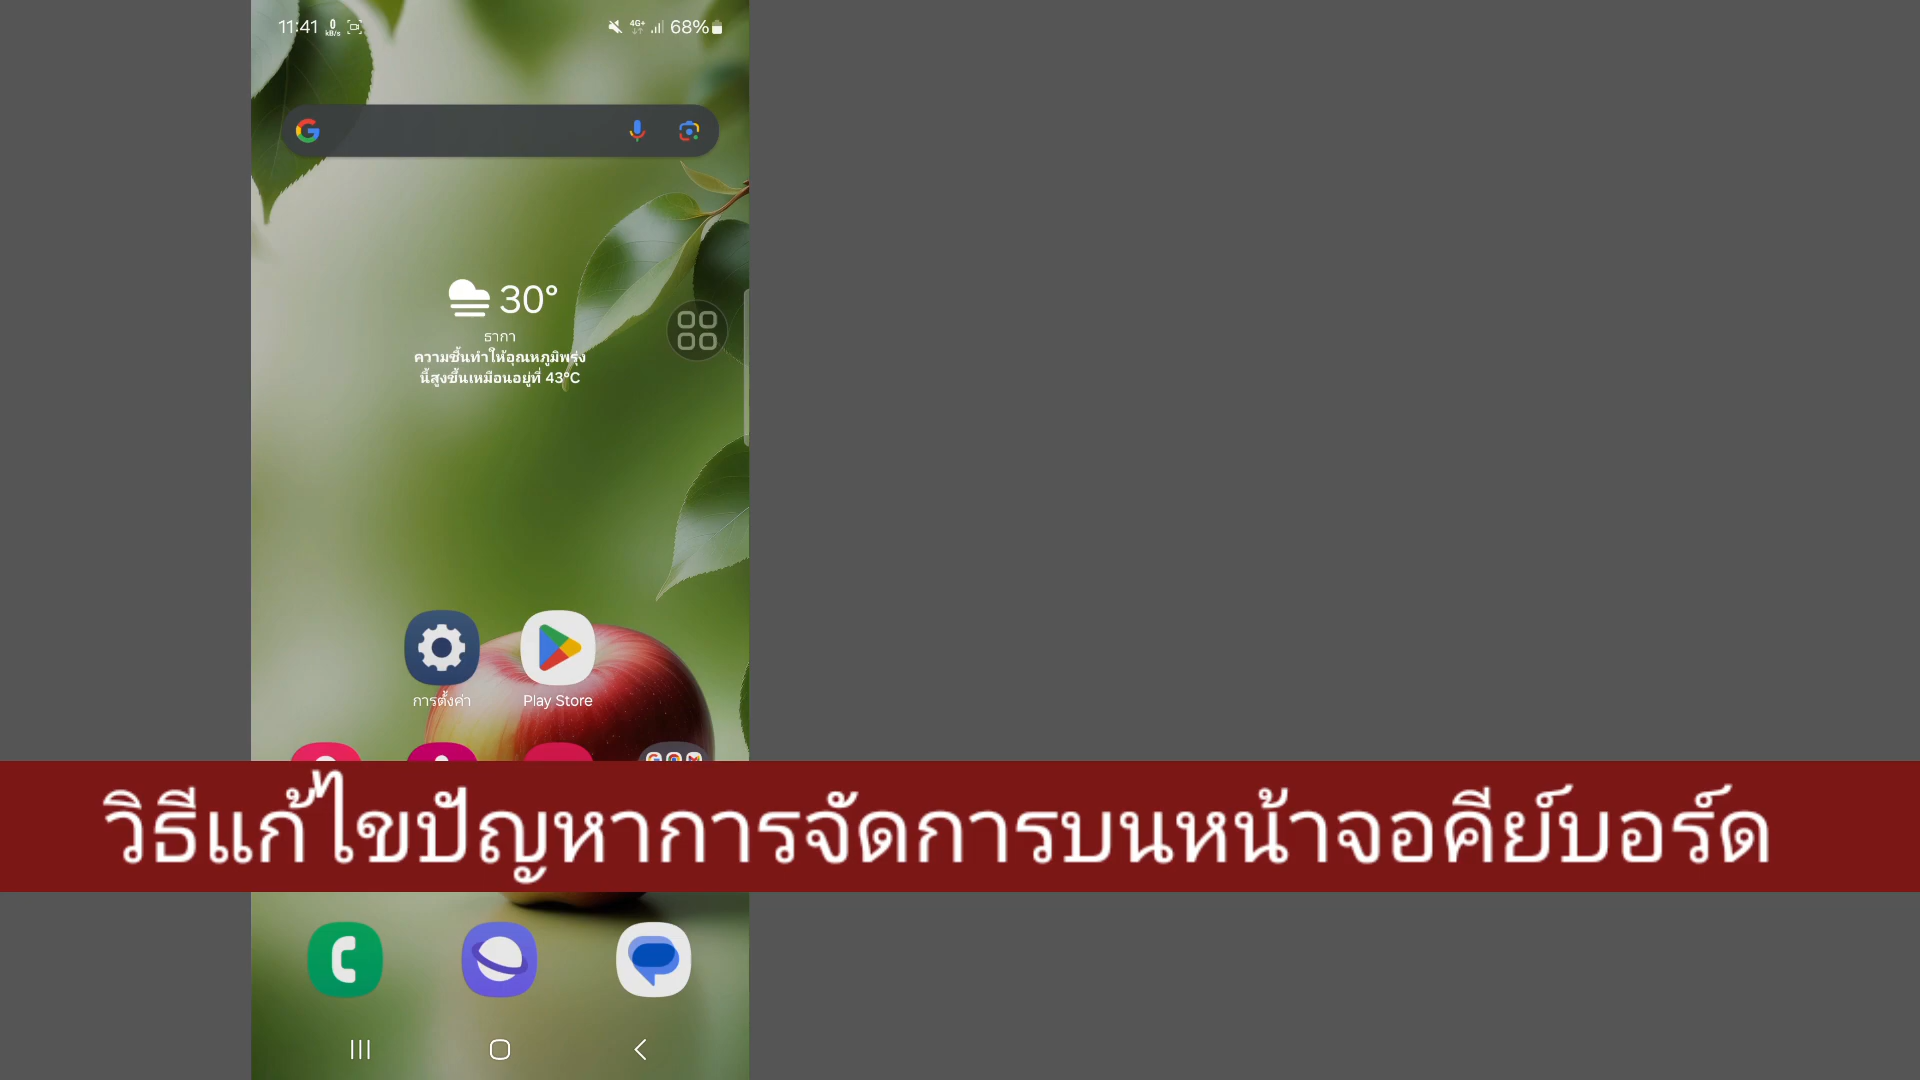 11:41 0 kB/s 4G+ 68%
30°
ธากา
ความชื้นทำให้อุณหภูมิพรุ่ง
นี้สูงขึ้นเหมือนอยู่ที่ 43°C
การตั้งค่า Play Store
วิธีแก้ไขปัญหาการจัดการบนหน้าจอคีย์บอร์ด